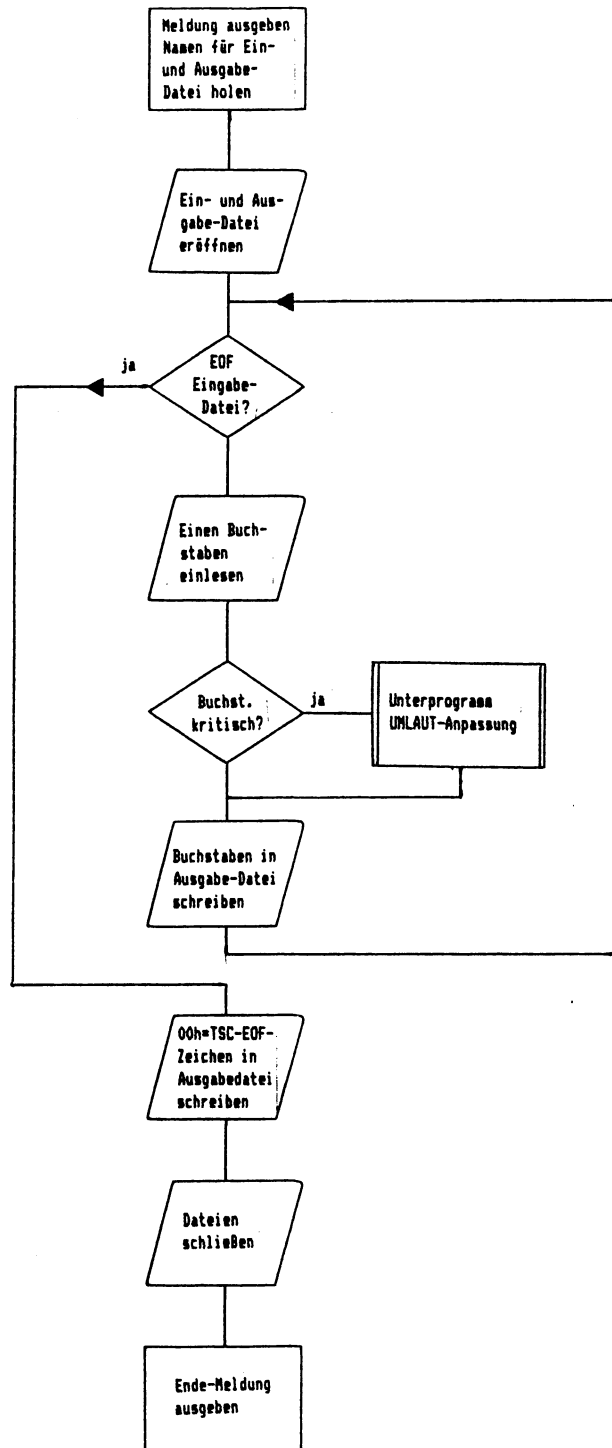 Meldung ausgeben
Namen für Ein-
und Ausgabe-
Datei holen
Ein- und Aus-
gabe-Datei
eröffnen
ja
EOF
Eingabe-
Datei?
Einen Buch-
staben
einlesen
Buchst.
kritisch?
ja
Unterprogramm
UMLAUT-Anpassung
Buchstaben in
Ausgabe-Datei
schreiben
00h=TSC-EOF-
Zeichen in
Ausgabedatei
schreiben
Dateien
schließen
Ende-Meldung
ausgeben